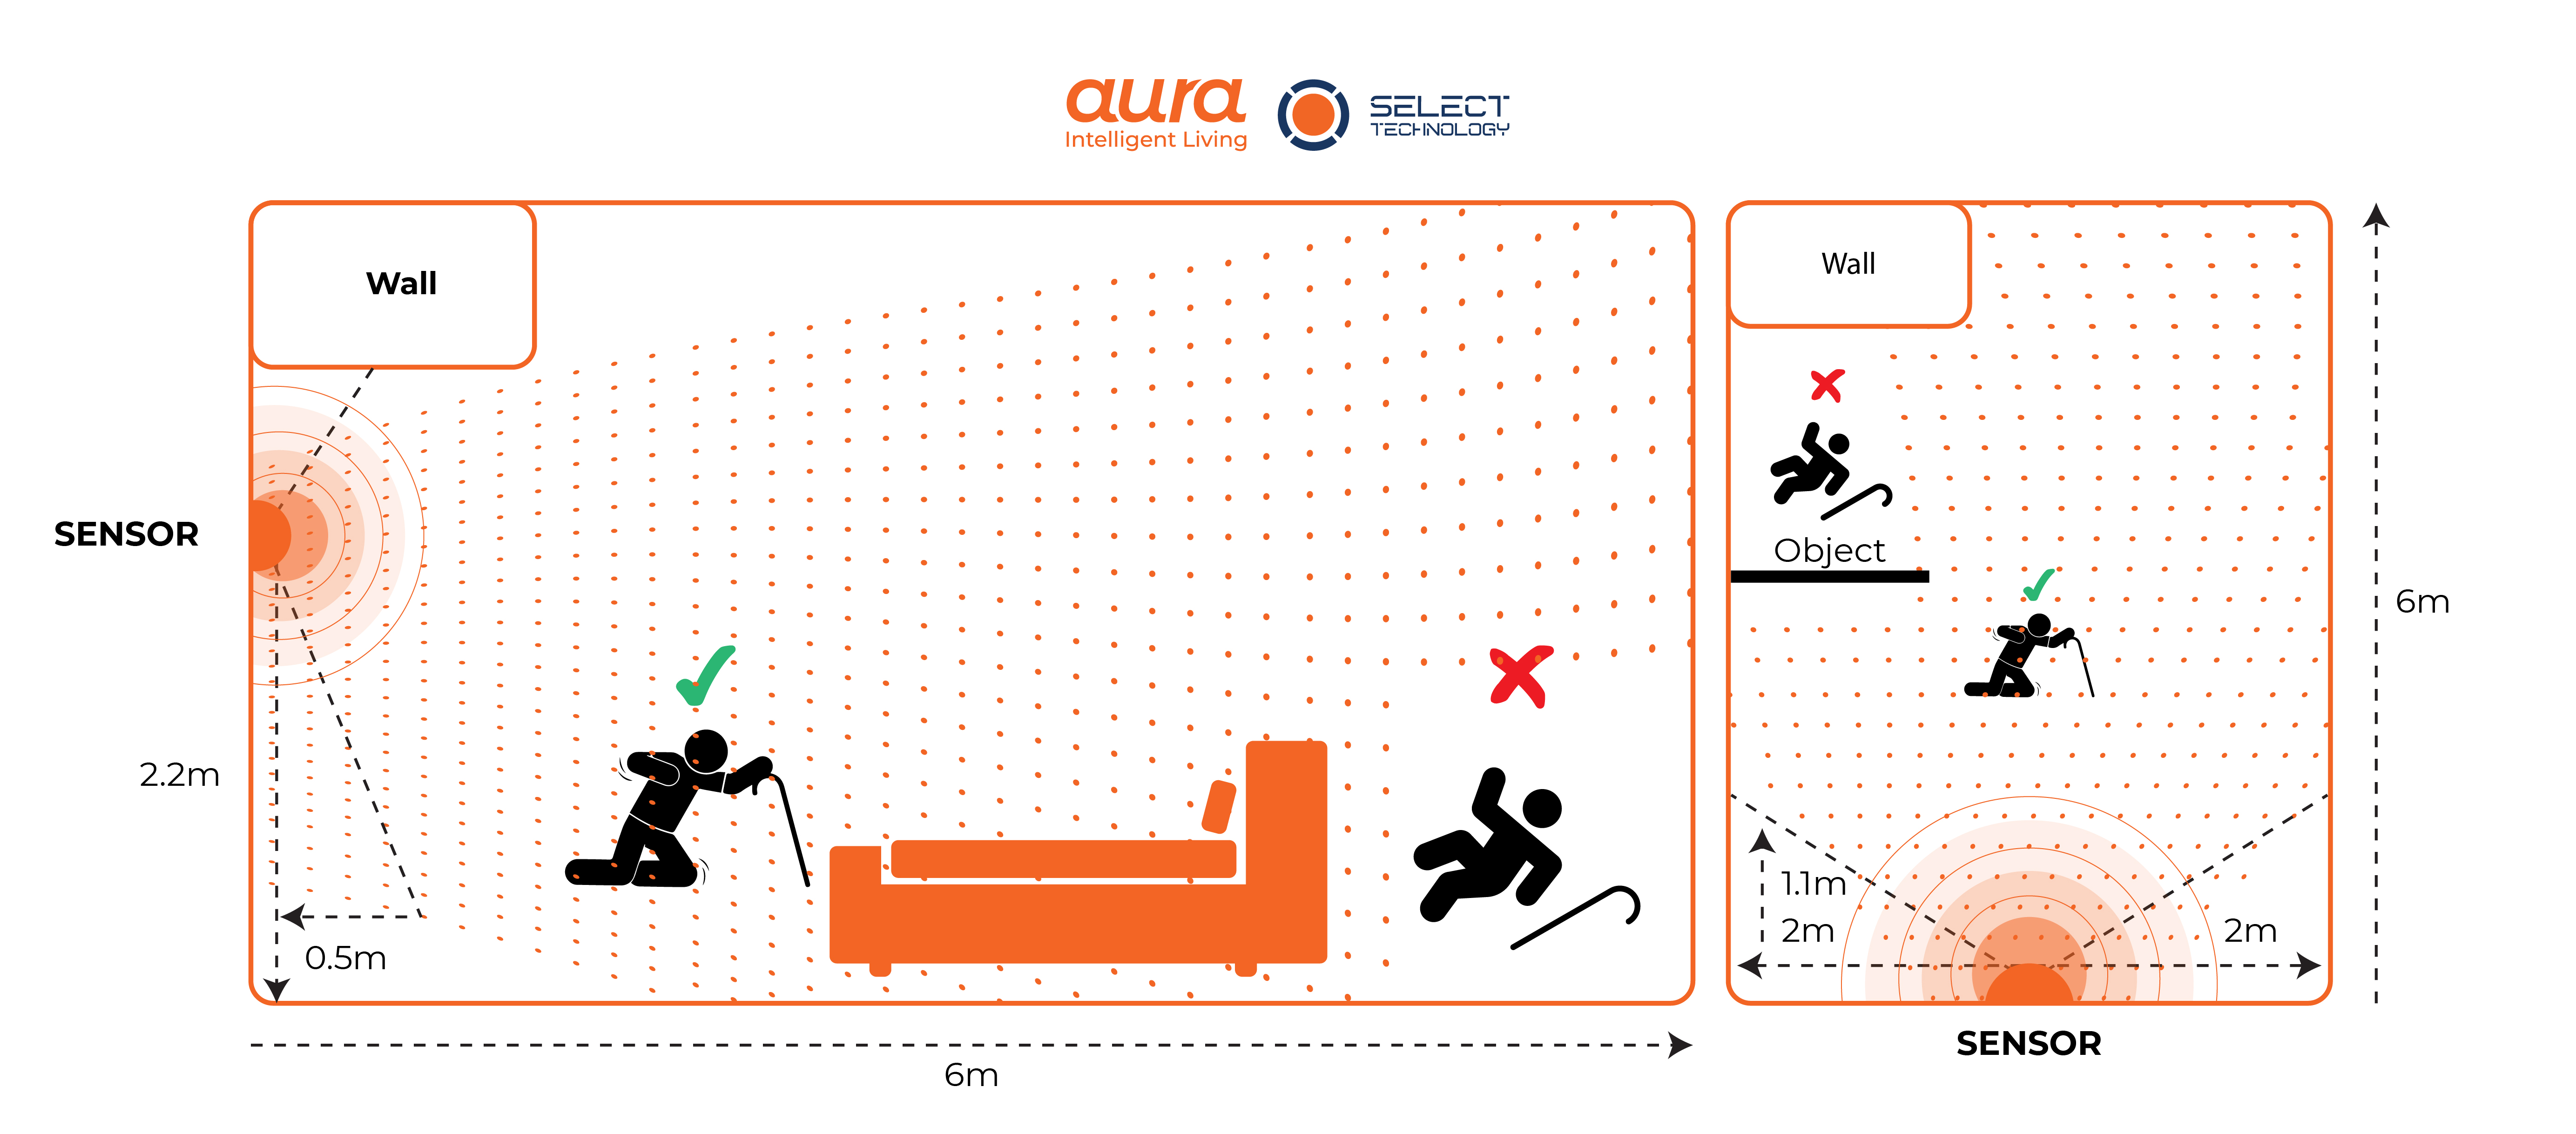 aura
Intelligent Living
SELECT
TECHNOLOGY
Wall
SENSOR
2.2m
0.5m
6m
Wall
Object
1.1m
2m
2m
6m
SENSOR